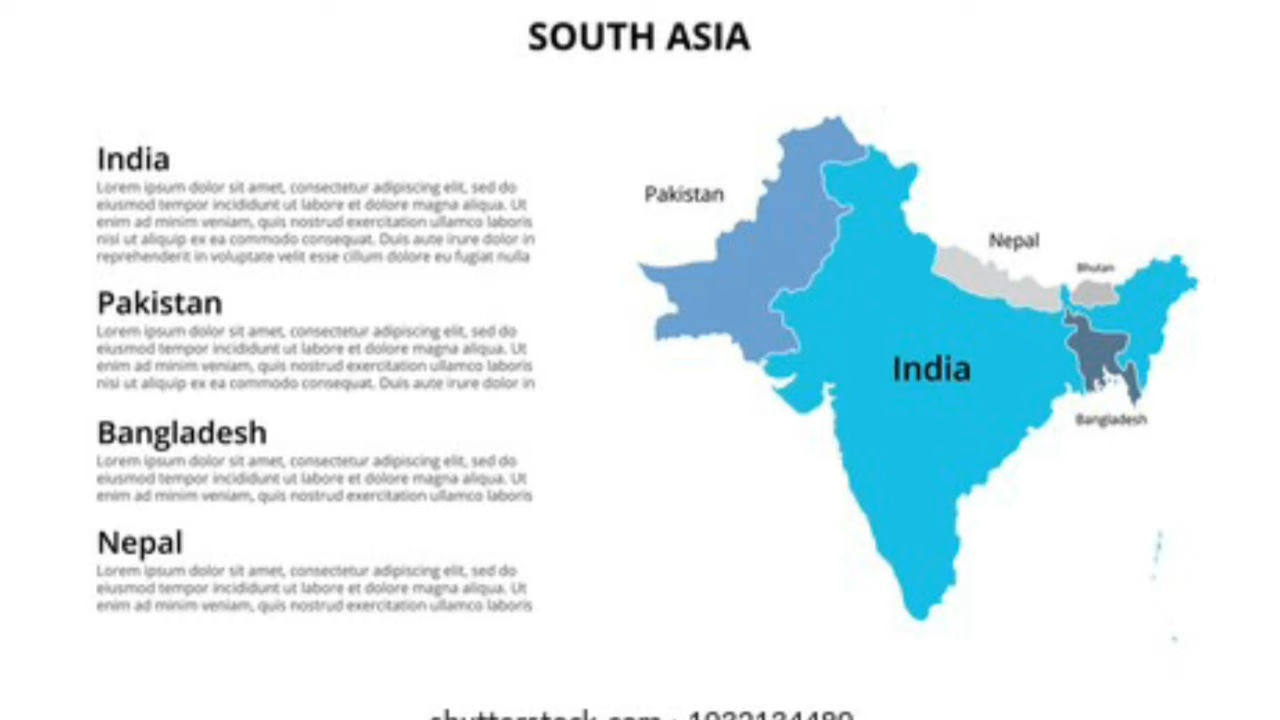 SOUTH ASIA
India
Lorem ipsum dolor sit amet, consectetur adipiscing elit, sed do
eiusmod tempor incididunt ut labore et dolore magna aliqua. Ut
enim ad minim veniam, quis nostrud exercitation ullamco laboris
nisi ut aliquip ex ea commodo consequat. Duis aute irure dolor in
reprehenderit in voluptate velit esse cillum dolore eu fugiat nulla
Pakistan
Lorem ipsum dolor sit amet, consectetur adipiscing elit, sed do
eiusmod tempor incididunt ut labore et dolore magna aliqua. Ut
enim ad minim veniam, quis nostrud exercitation ullamco laboris
nisi ut aliquip ex ea commodo consequat. Duis aute irure dolor in
Bangladesh
Lorem ipsum dolor sit amet, consectetur adipiscing elit, sed do
eiusmod tempor incididunt ut labore et dolore magna aliqua. Ut
enim ad minim veniam, quis nostrud exercitation ullamco laboris
Nepal
Lorem ipsum dolor sit amet, consectetur adipiscing elit, sed do
eiusmod tempor incididunt ut labore et dolore magna aliqua. Ut
enim ad minim veniam, quis nostrud exercitation ullamco laboris
Pakistan
Nepal
Bhutan
India
Bangladesh
shutterstock.com